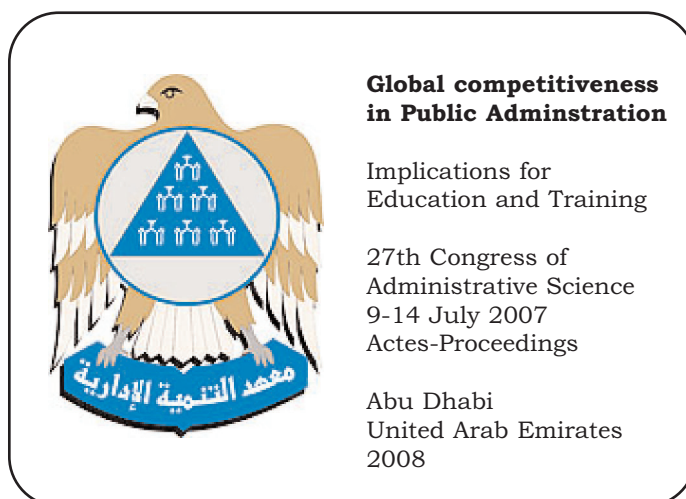 Global competitiveness
in Public Adminstration
Implications for
Education and Training
27th Congress of
Administrative Science
9-14 July 2007
Actes-Proceedings
Abu Dhabi
United Arab Emirates
2008
معهد التنمية الإدارية